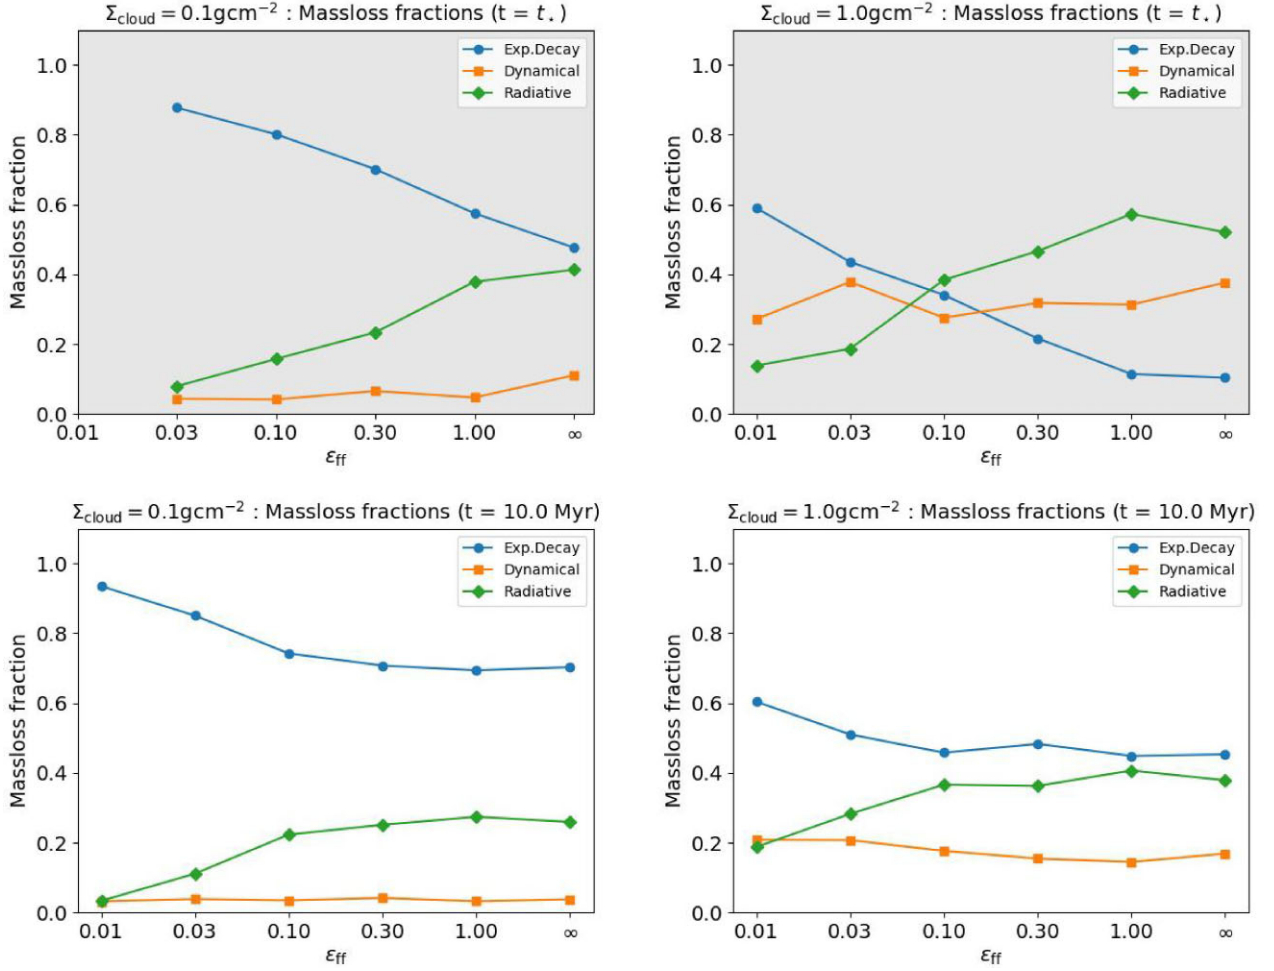 Σcloud = 0.1gcm⁻² : Massloss fractions (t = t⋆)
Massloss fraction
1.0
0.8
0.6
0.4
0.2
0.0
Exp.Decay
Dynamical
Radiative
0.01 0.03 0.10 0.30 1.00 ∞
εff
Σcloud = 1.0gcm⁻² : Massloss fractions (t = t⋆)
Massloss fraction
1.0
0.8
0.6
0.4
0.2
0.0
Exp.Decay
Dynamical
Radiative
0.01 0.03 0.10 0.30 1.00 ∞
εff
Σcloud = 0.1gcm⁻² : Massloss fractions (t = 10.0 Myr)
Massloss fraction
1.0
0.8
0.6
0.4
0.2
0.0
Exp.Decay
Dynamical
Radiative
0.01 0.03 0.10 0.30 1.00 ∞
εff
Σcloud = 1.0gcm⁻² : Massloss fractions (t = 10.0 Myr)
Massloss fraction
1.0
0.8
0.6
0.4
0.2
0.0
Exp.Decay
Dynamical
Radiative
0.01 0.03 0.10 0.30 1.00 ∞
εff